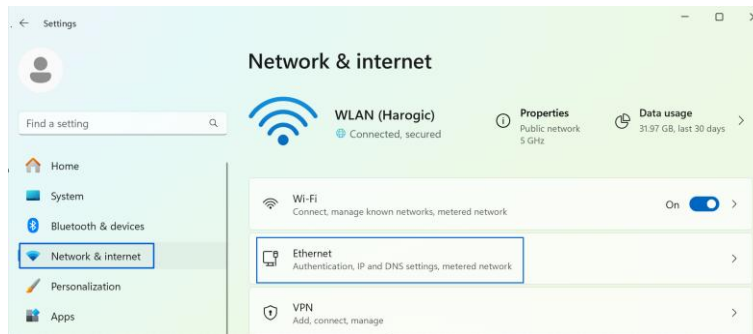 Settings
Network & internet
WLAN (Harogic)
Connected, secured
Properties
Public network
5 GHz
Data usage
31.97 GB, last 30 days
Find a setting
Home
System
Bluetooth & devices
Network & internet
Personalization
Apps
Wi-Fi
Connect, manage known networks, metered network
On
Ethernet
Authentication, IP and DNS settings, metered network
VPN
Add, connect, manage